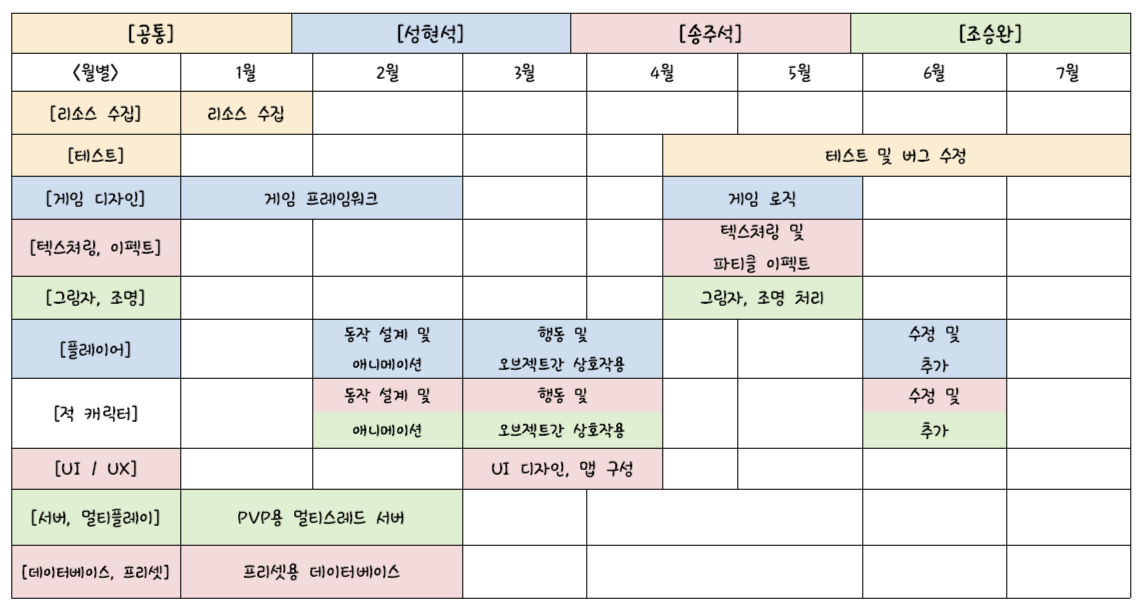 [공통] [성현석] [송주석] [조승완]
<월별> 1월 2월 3월 4월 5월 6월 7월
[리소스 수집] 리소스 수집
[테스트] 테스트 및 버그 수정
[게임 디자인] 게임 프레임워크 게임 로직
[텍스쳐링, 이펙트] 텍스쳐링 및
파티클 이펙트
[그림자, 조명] 그림자, 조명 처리
[플레이어] 동작 설계 및 행동 및 수정 및
애니메이션 오브젝트간 상호작용 추가
[적 캐릭터] 동작 설계 및 행동 및 수정 및
애니메이션 오브젝트간 상호작용 추가
[UI / UX] UI 디자인, 맵 구성
[서버, 멀티플레이] PVP용 멀티스레드 서버
[데이터베이스, 프리셋] 프리셋용 데이터베이스